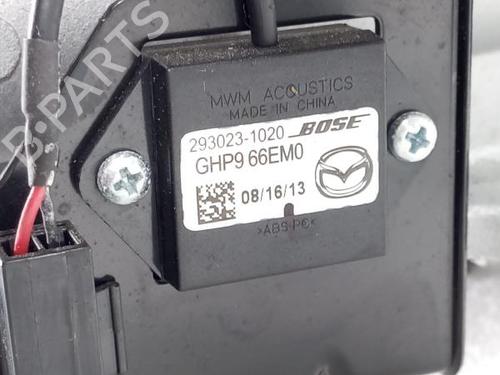 MWM ACOUSTICS
MADE IN CHINA
293023-1020 BOSE
GHP9 66EM0
08/16/13
>ABS-PC<
B-PARTS